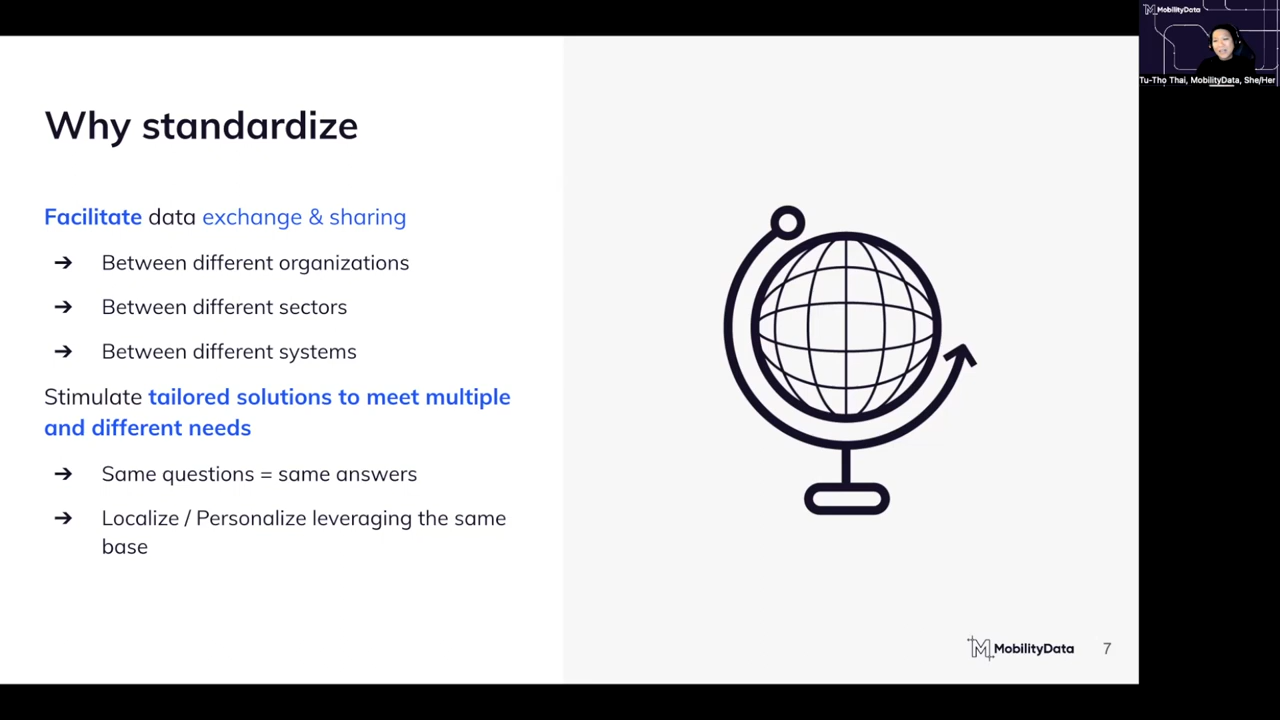 MobilityData
Tu-Tho Thai, MobilityData, She/Her
Why standardize
Facilitate data exchange & sharing
➔ Between different organizations
➔ Between different sectors
➔ Between different systems
Stimulate tailored solutions to meet multiple
and different needs
➔ Same questions = same answers
➔ Localize / Personalize leveraging the same
base
MobilityData 7